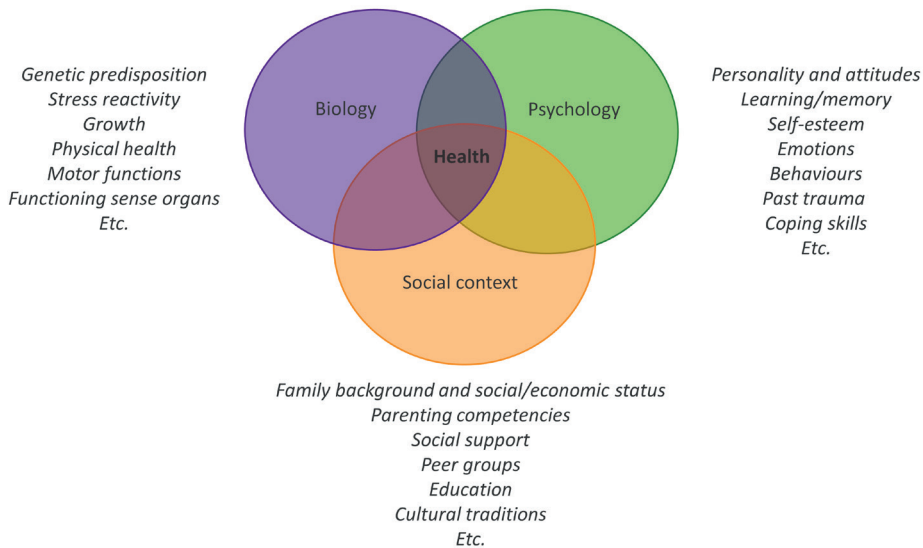 Biology
Psychology
Health
Social context
Genetic predisposition
Stress reactivity
Growth
Physical health
Motor functions
Functioning sense organs
Etc.
Personality and attitudes
Learning/memory
Self-esteem
Emotions
Behaviours
Past trauma
Coping skills
Etc.
Family background and social/economic status
Parenting competencies
Social support
Peer groups
Education
Cultural traditions
Etc.